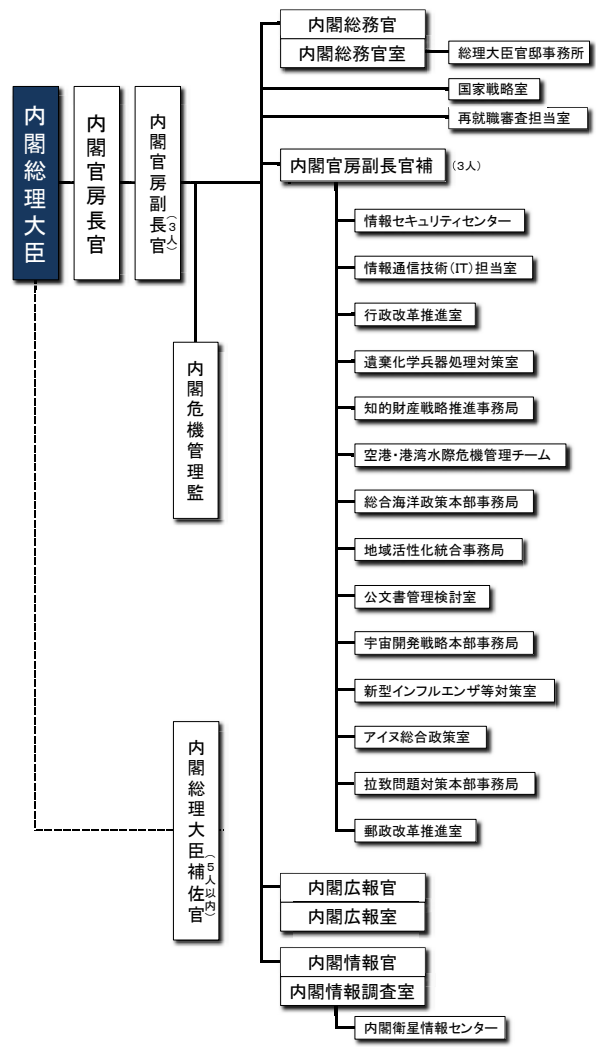 内閣総理大臣
内閣官房長官
内閣官房副長官(3人)
内閣危機管理監
内閣総理大臣補佐官(5人以内)
内閣総務官
内閣総務官室
総理大臣官邸事務所
国家戦略室
再就職審査担当室
内閣官房副長官補 (3人)
情報セキュリティセンター
情報通信技術(IT)担当室
行政改革推進室
遺棄化学兵器処理対策室
知的財産戦略推進事務局
空港・港湾水際危機管理チーム
総合海洋政策本部事務局
地域活性化統合事務局
公文書管理検討室
宇宙開発戦略本部事務局
新型インフルエンザ等対策室
アイヌ総合政策室
拉致問題対策本部事務局
郵政改革推進室
内閣広報官
内閣広報室
内閣情報官
内閣情報調査室
内閣衛星情報センター